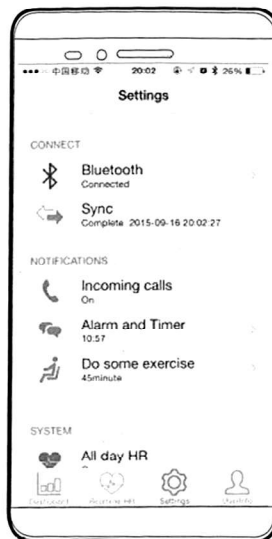 中国移动 20:02 26%
Settings
CONNECT
Bluetooth
Connected
Sync
Complete 2015-09-16 20:02:27
NOTIFICATIONS
Incoming calls
On
Alarm and Timer
10:57
Do some exercise
45minute
SYSTEM
All day HR
Settings